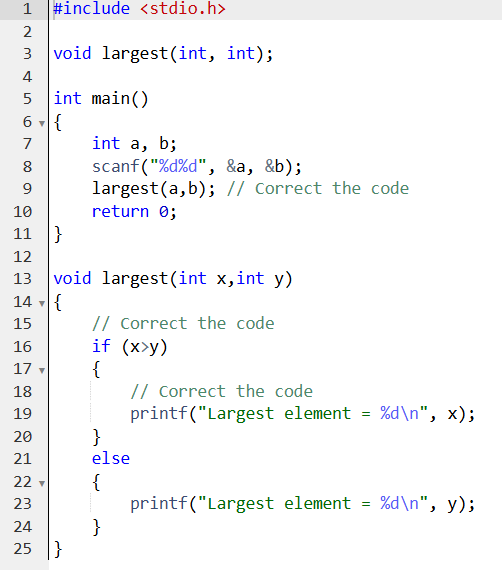 1 #include <stdio.h>
2
3 void largest(int, int);
4
5 int main()
6 {
7 int a, b;
8 scanf("%d%d", &a, &b);
9 largest(a,b); // Correct the code
10 return 0;
11 }
12
13 void largest(int x,int y)
14 {
15 // Correct the code
16 if (x>y)
17 {
18 // Correct the code
19 printf("Largest element = %d\n", x);
20 }
21 else
22 {
23 printf("Largest element = %d\n", y);
24 }
25 }